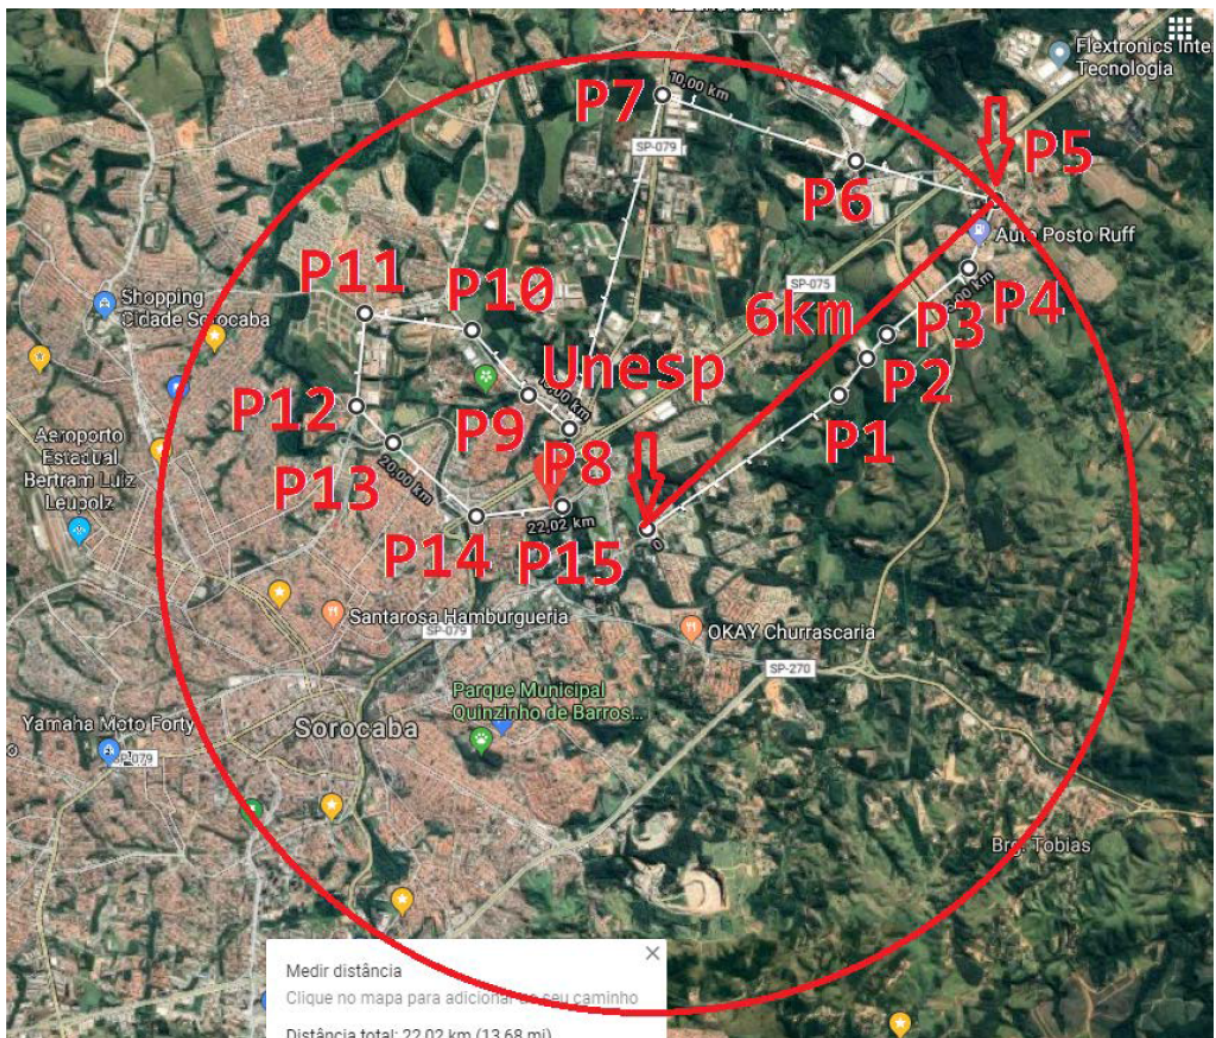 Flextronics Inte
Tecnologia
P7
10,00 km
SP-079
P5
P6
Auto Posto Ruff
P11
P10
SP-075
P4
Shopping
Cidade Sorocaba
6km
P3
Unesp
P2
P12
P9
P1
Aeroporto
Estadual
Bertram Luiz
Leupolz
P8
P13
20,00 km
22,02 km
0
P14
P15
Santarosa Hamburgueria
SP-079
OKAY Churrascaria
SP-270
Parque Municipal
Quinzinho de Barros...
Yamaha Moto Forty
Sorocaba
SP-079
Brg. Tobias
Medir distância
Clique no mapa para adicionar ao seu caminho
Distância total: 22,02 km (13,68 mi)